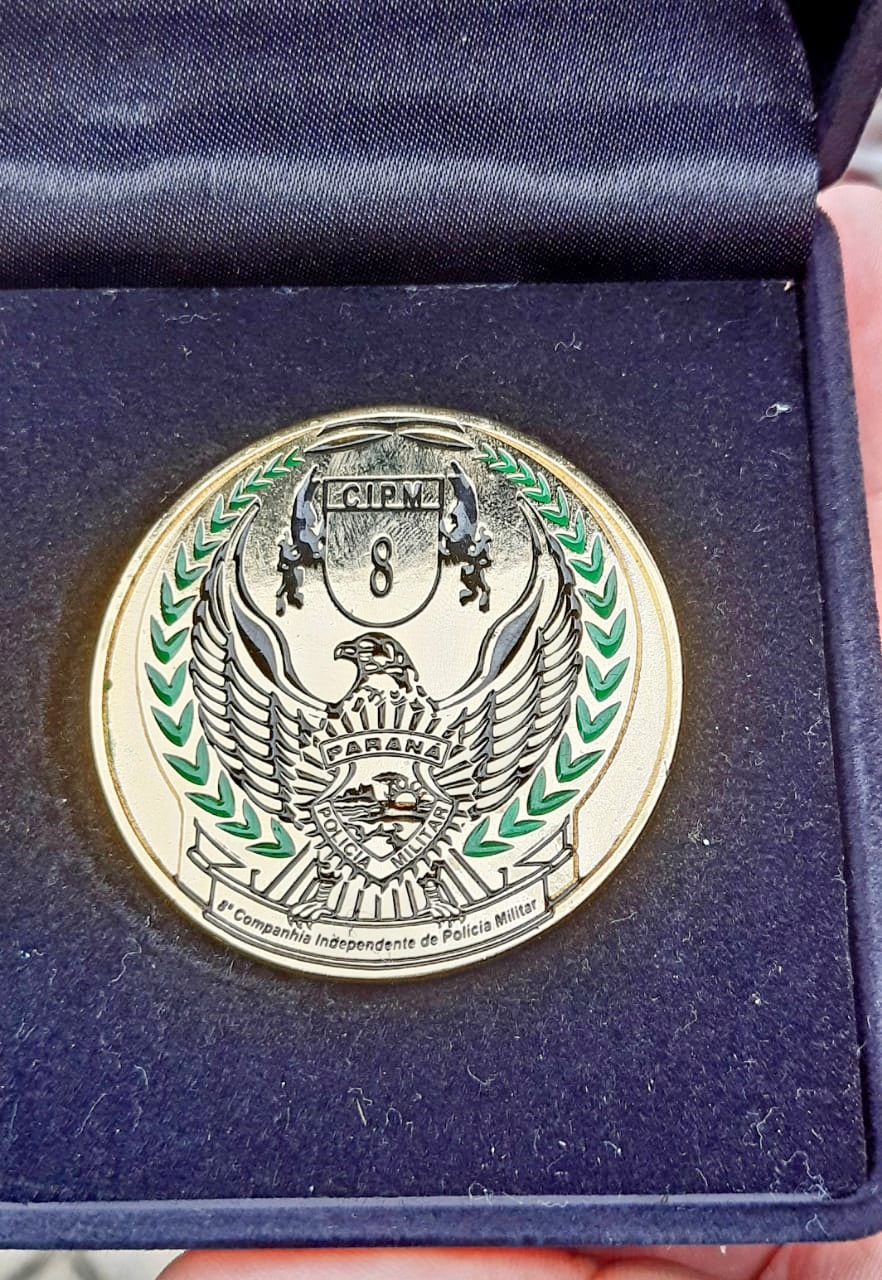 CIPM
8
PARANÁ
POLÍCIA MILITAR
8ª Companhia Independente de Polícia Militar